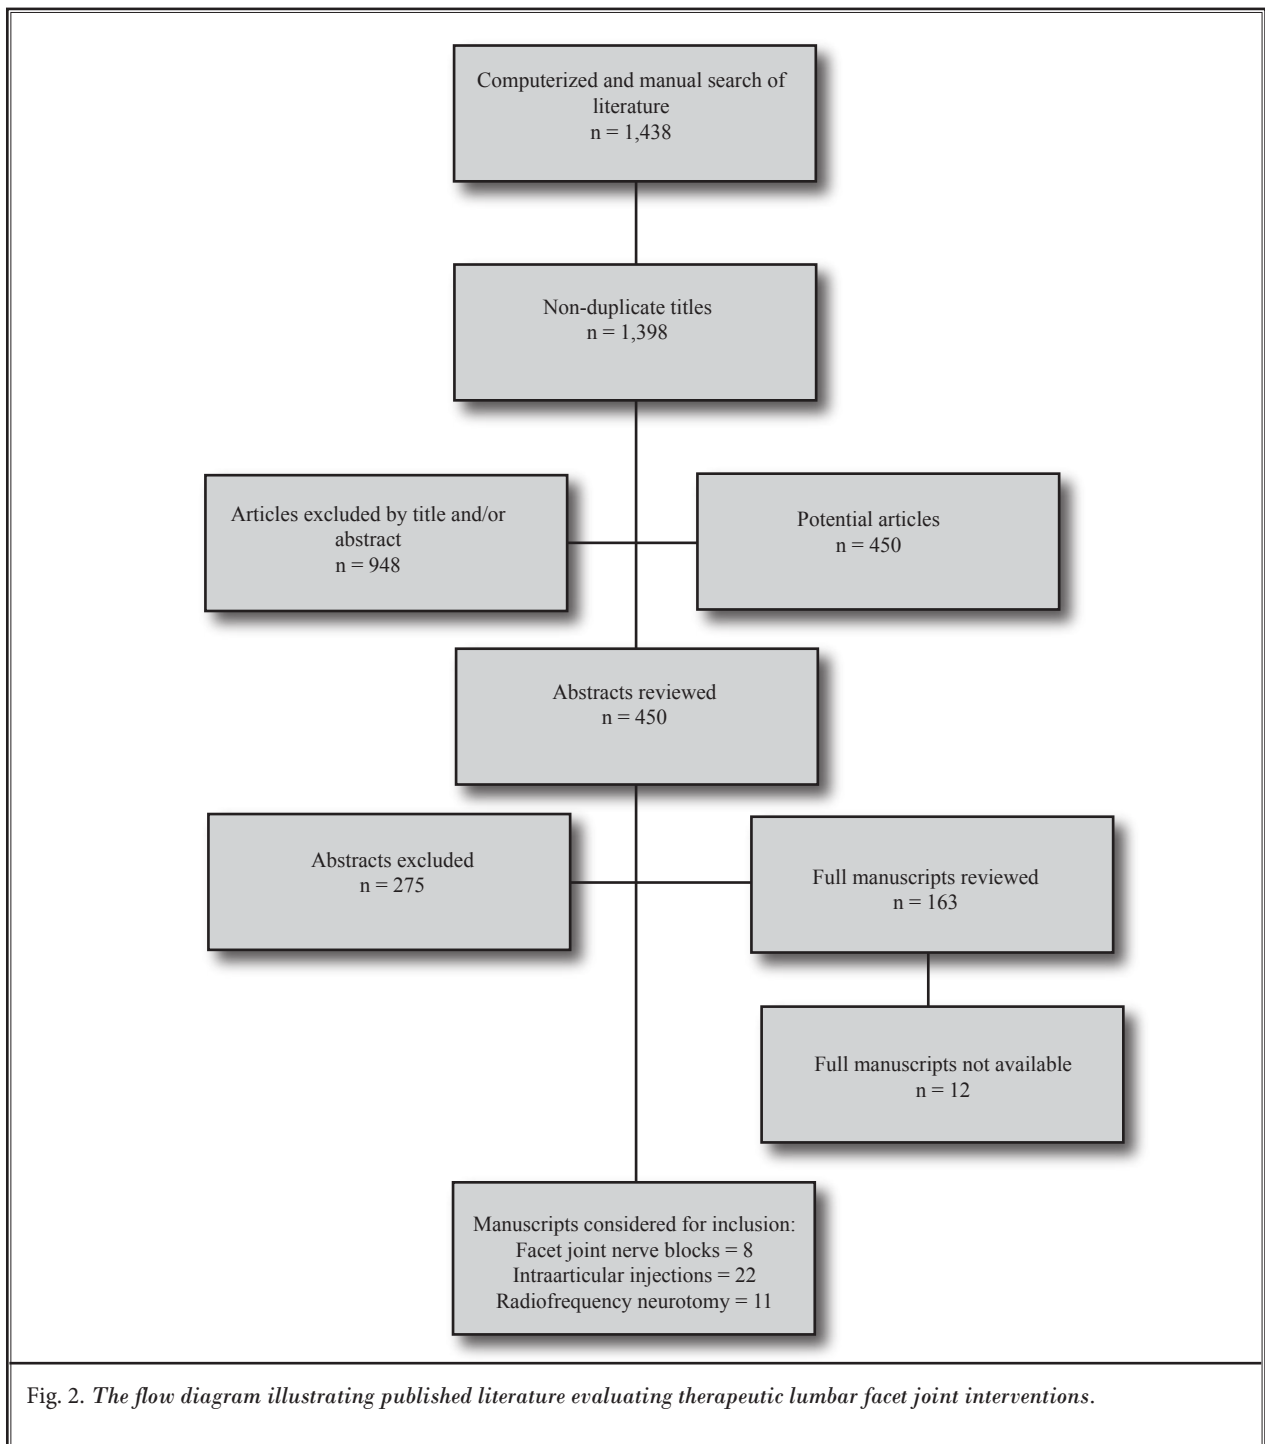 Computerized and manual search of
literature
n = 1,438
Non-duplicate titles
n = 1,398
Articles excluded by title and/or
abstract
n = 948
Potential articles
n = 450
Abstracts reviewed
n = 450
Abstracts excluded
n = 275
Full manuscripts reviewed
n = 163
Full manuscripts not available
n = 12
Manuscripts considered for inclusion:
Facet joint nerve blocks = 8
Intraarticular injections = 22
Radiofrequency neurotomy = 11
Fig. 2. The flow diagram illustrating published literature evaluating therapeutic lumbar facet joint interventions.